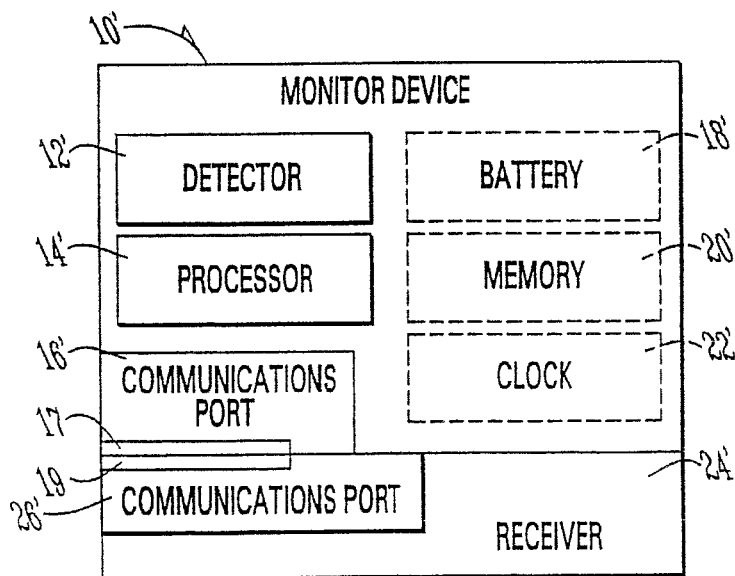 10'
MONITOR DEVICE
12'
DETECTOR
BATTERY
18'
14'
PROCESSOR
MEMORY
20'
16'
COMMUNICATIONS
PORT
CLOCK
22'
17
19
26'
COMMUNICATIONS PORT
24'
RECEIVER